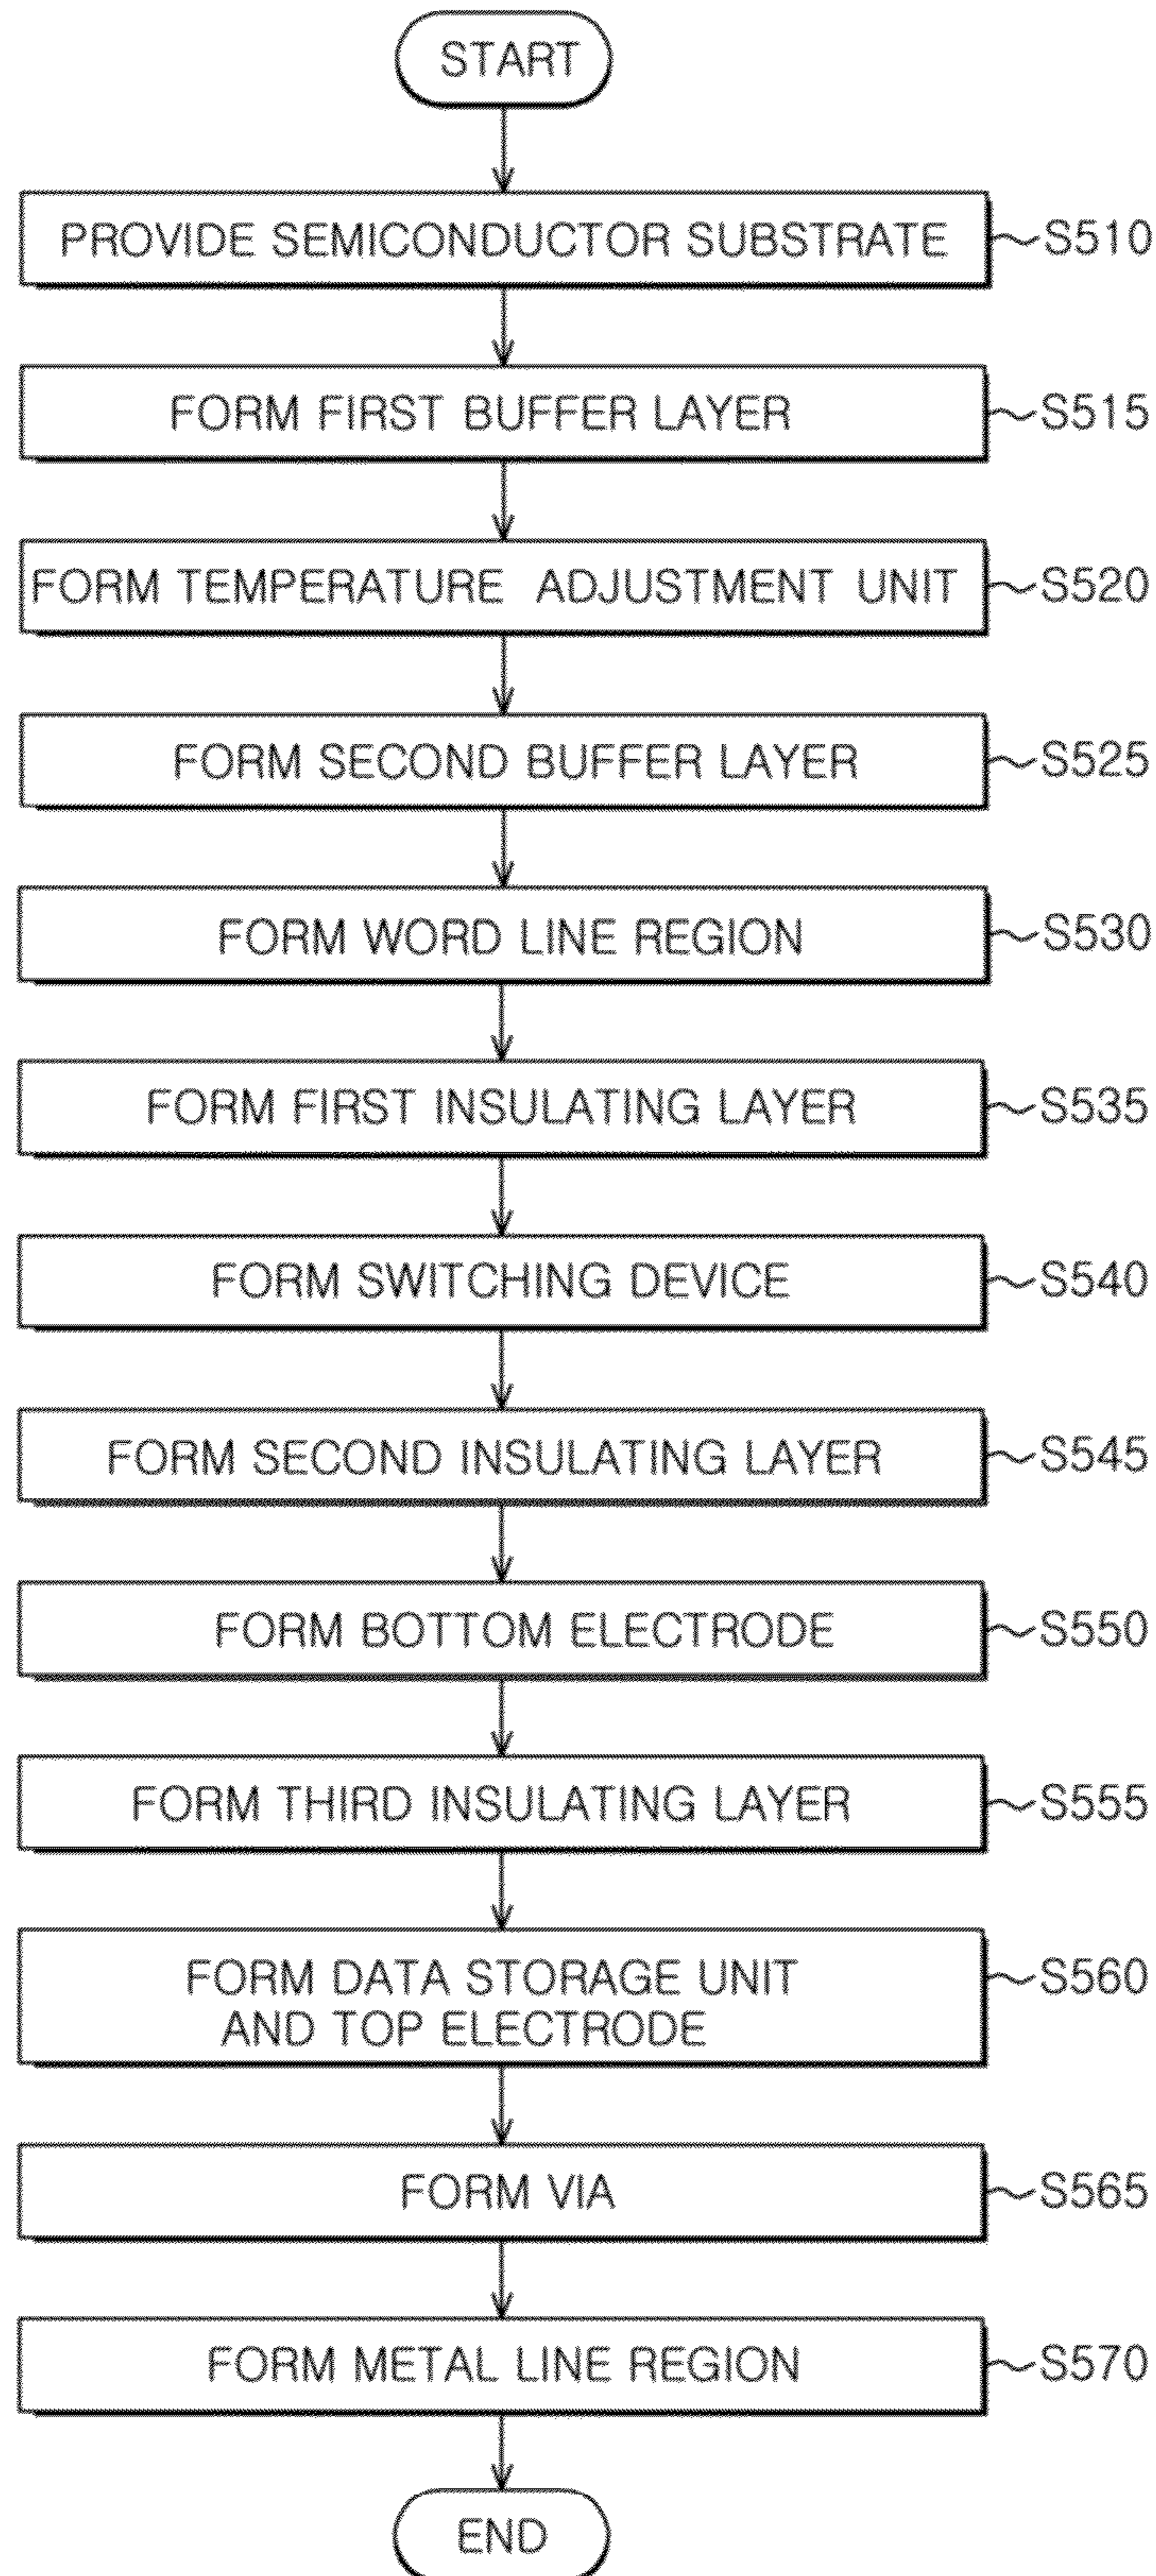 START
PROVIDE SEMICONDUCTOR SUBSTRATE
S510
FORM FIRST BUFFER LAYER
S515
FORM TEMPERATURE ADJUSTMENT UNIT
S520
FORM SECOND BUFFER LAYER
S525
FORM WORD LINE REGION
S530
FORM FIRST INSULATING LAYER
S535
FORM SWITCHING DEVICE
S540
FORM SECOND INSULATING LAYER
S545
FORM BOTTOM ELECTRODE
S550
FORM THIRD INSULATING LAYER
S555
FORM DATA STORAGE UNIT
AND TOP ELECTRODE
S560
FORM VIA
S565
FORM METAL LINE REGION
S570
END